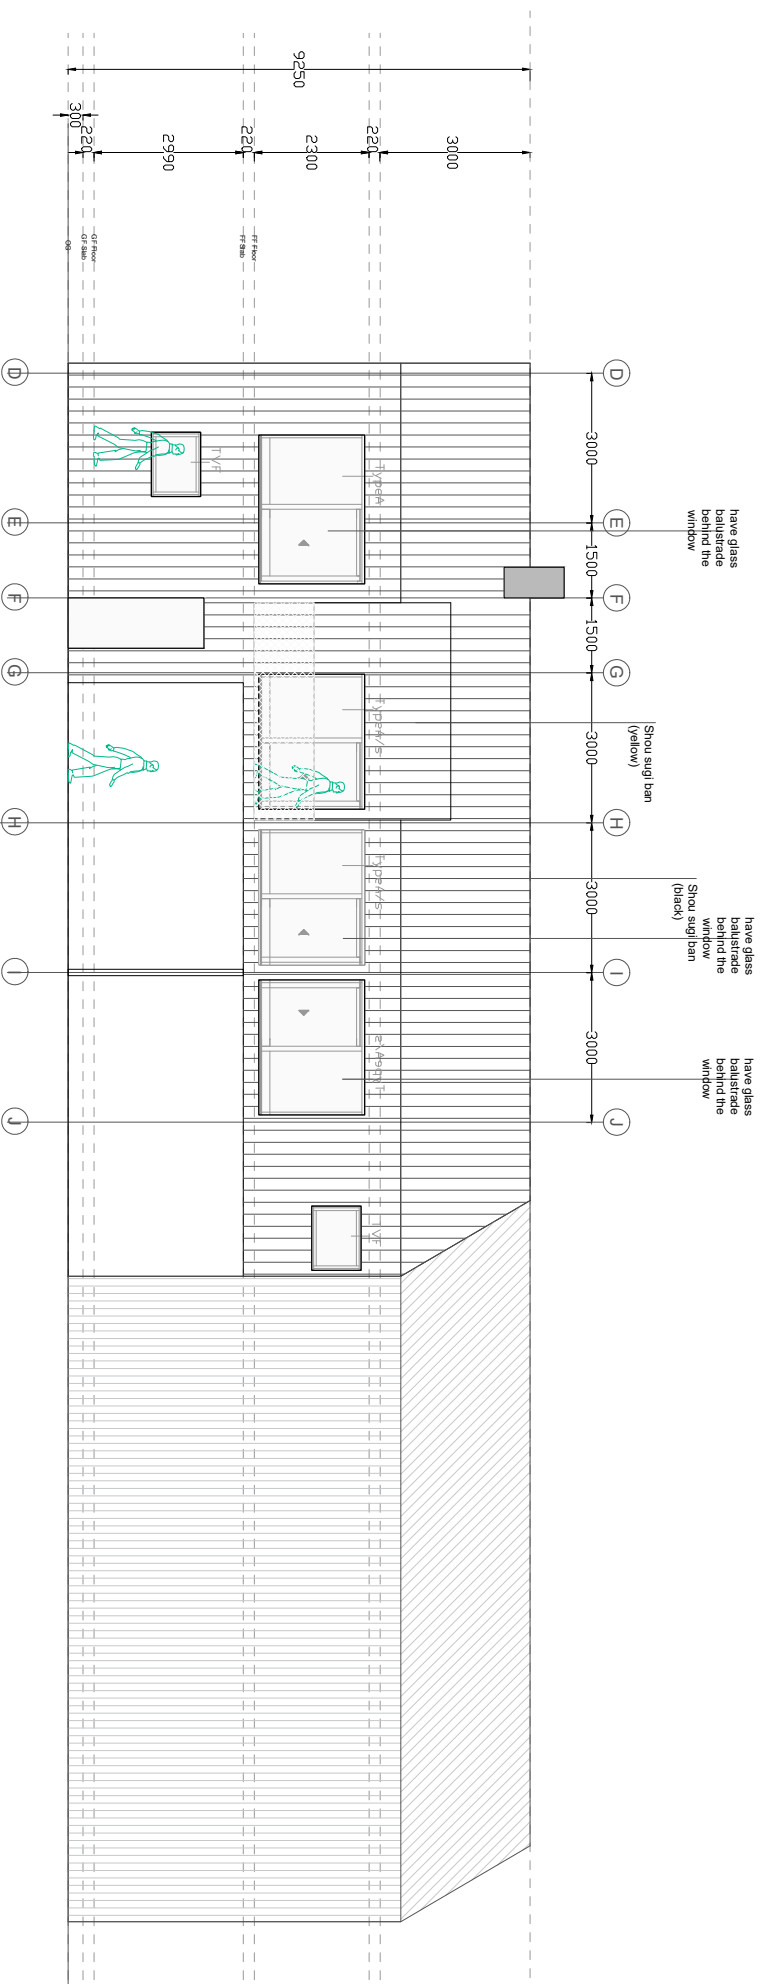 9250
300
220
2990
220
2300
220
3000
OG
GF Slab
GF Floor
FF Slab
FF Floor
D
E
F
G
H
I
J
3000
1500
1500
3000
3000
3000
D
E
F
G
H
I
J
have glass
balustrade
behind the
window
Shou sugi ban
(yellow)
Shou sugi ban
(black)
have glass
balustrade
behind the
window
have glass
balustrade
behind the
window
TVF
TypeA
TypeA/s
TypeA/s
TypeA/s
TVF